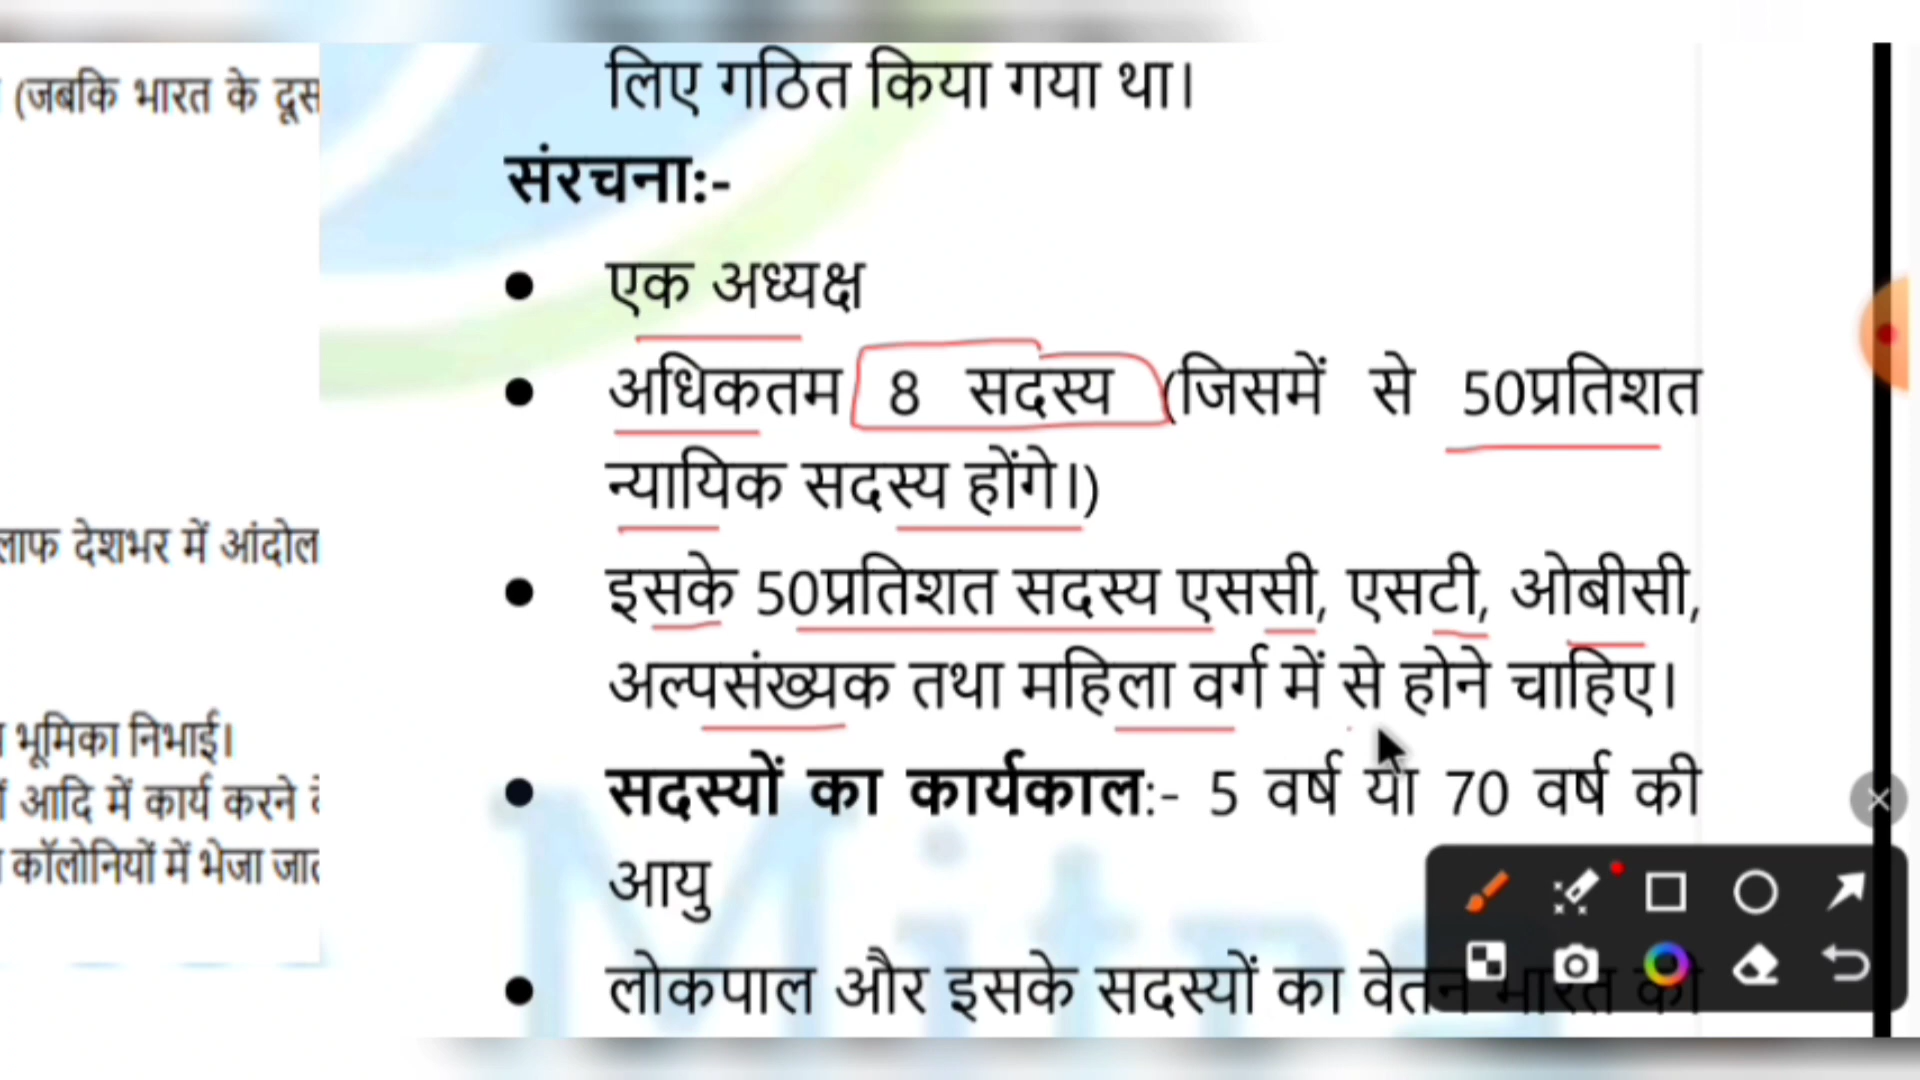 (जबकि भारत के
लिए गठित किया गया था।
संरचना:-
• एक अध्यक्ष
• अधिकतम 8 सदस्य (जिसमें से 50प्रतिशत
न्यायिक सदस्य होंगे।)
देशभर में
• इसके 50प्रतिशत सदस्य एससी, एसटी, ओबीसी,
अल्पसंख्यक तथा महिला वर्ग में से होने चाहिए।
भूमिका निभाई।
आदि में कार्य करने
कॉलोनियों में भेजा
• सदस्यों का कार्यकाल:- 5 वर्ष या 70 वर्ष की
आयु
• लोकपाल और इसके सदस्यों का वेतन भारत की
Mitra